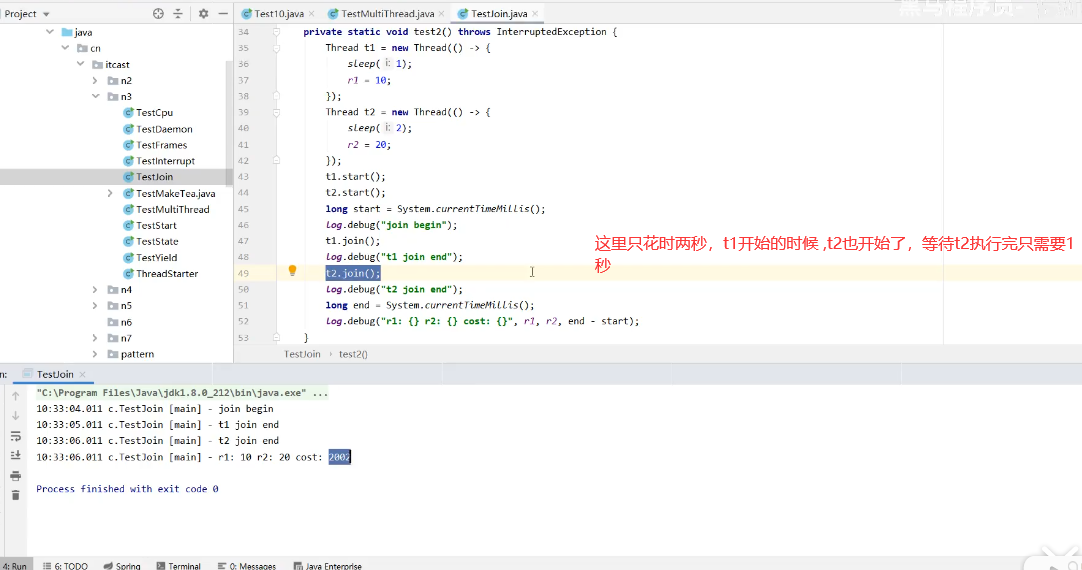 Project
Test10.java
TestMultiThread.java
TestJoin.java
java
cn
itcast
n2
n3
TestCpu
TestDaemon
TestFrames
TestInterrupt
TestJoin
TestMakeTea.java
TestMultiThread
TestStart
TestState
TestYield
ThreadStarter
n4
n5
n6
n7
pattern
34 private static void test2() throws InterruptedException {
35 Thread t1 = new Thread(() -> {
36 sleep( i: 1);
37 r1 = 10;
38 });
39 Thread t2 = new Thread(() -> {
40 sleep( i: 2);
41 r2 = 20;
42 });
43 t1.start();
44 t2.start();
45 long start = System.currentTimeMillis();
46 log.debug("join begin");
47 t1.join();
48 log.debug("t1 join end");
49 t2.join();
50 log.debug("t2 join end");
51 long end = System.currentTimeMillis();
52 log.debug("r1: {} r2: {} cost: {}", r1, r2, end - start);
53 }
这里只花时两秒，t1开始的时候 ,t2也开始了，等待t2执行完只需要1
秒
TestJoin › test2()
n: TestJoin
"C:\Program Files\Java\jdk1.8.0_212\bin\java.exe" ...
10:33:04.011 c.TestJoin [main] - join begin
10:33:05.011 c.TestJoin [main] - t1 join end
10:33:06.011 c.TestJoin [main] - t2 join end
10:33:06.011 c.TestJoin [main] - r1: 10 r2: 20 cost: 2002
Process finished with exit code 0
4: Run 6: TODO Spring Terminal 0: Messages Java Enterprise